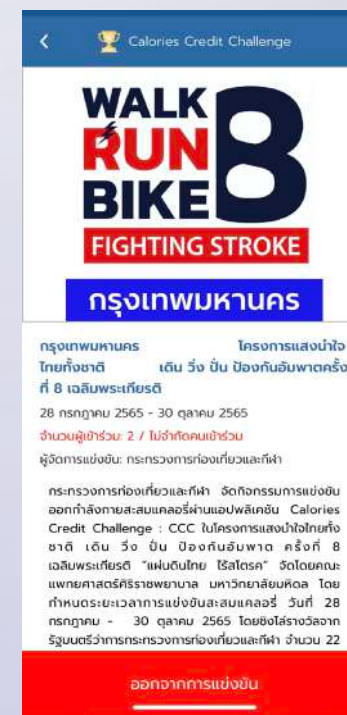 Calories Credit Challenge
WALK
RUN
BIKE
8
FIGHTING STROKE
กรุงเทพมหานคร
กรุงเทพมหานคร โครงการแสงนำใจ
ไทยทั้งชาติ เดิน วิ่ง ปั่น ป้องกันอัมพาตครั้ง
ที่ 8 เฉลิมพระเกียรติ
28 กรกฎาคม 2565 - 30 ตุลาคม 2565
จำนวนผู้เข้าร่วม: 2 / ไม่จำกัดคนเข้าร่วม
ผู้จัดการแข่งขัน: กระทรวงการท่องเที่ยวและกีฬา
กระทรวงการท่องเที่ยวและกีฬา จัดกิจกรรมการแข่งขัน
ออกกำลังกายสะสมแคลอรี่ผ่านแอปพลิเคชัน Calories
Credit Challenge : CCC ในโครงการแสงนำใจไทยทั้ง
ชาติ เดิน วิ่ง ปั่น ป้องกันอัมพาต ครั้งที่ 8
เฉลิมพระเกียรติ "แผ่นดินไทย ไร้สโตรค" จัดโดยคณะ
แพทยศาสตร์ศิริราชพยาบาล มหาวิทยาลัยมหิดล โดย
กำหนดระยะเวลาการแข่งขันสะสมแคลอรี่ วันที่ 28
กรกฎาคม - 30 ตุลาคม 2565 โดยชิงโล่รางวัลจาก
รัฐมนตรีว่าการกระทรวงการท่องเที่ยวและกีฬา จำนวน 22
ออกจากการแข่งขัน